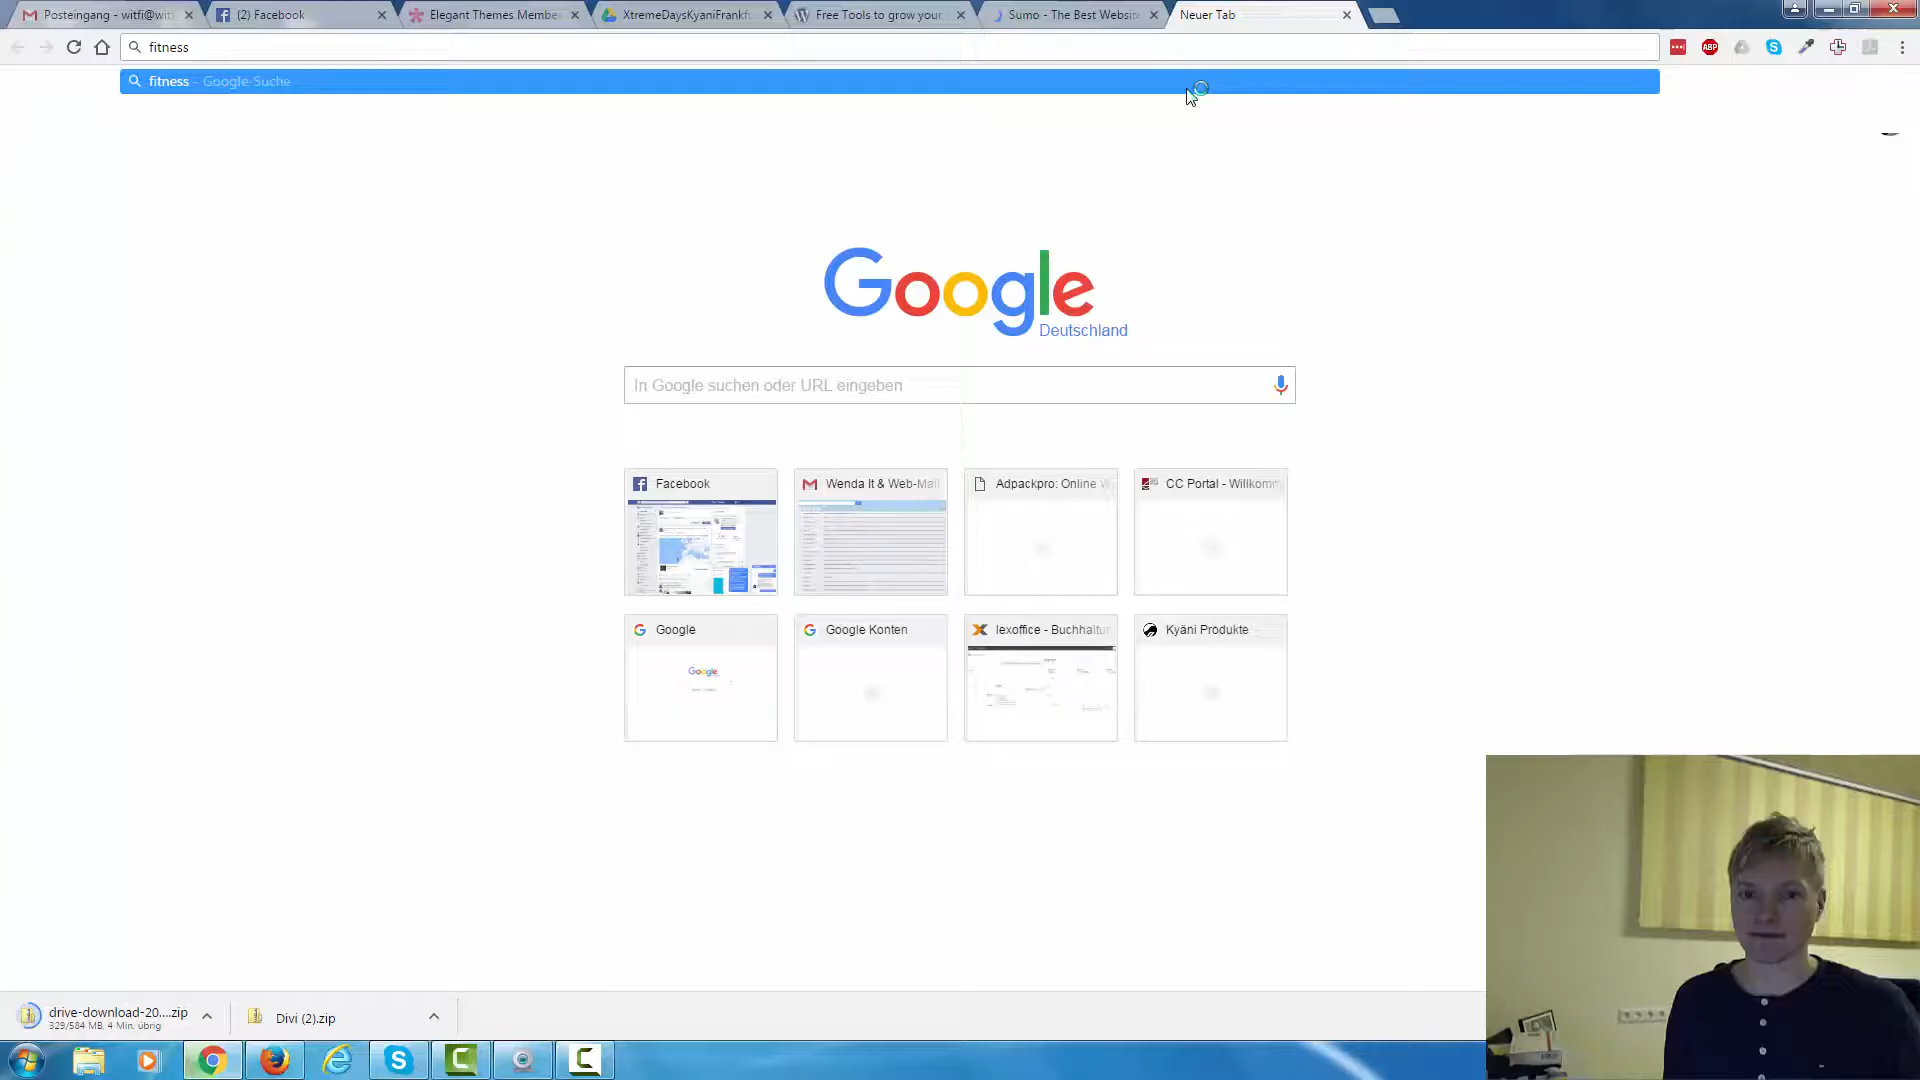 Posteingang - witfi@wit
(2) Facebook
Elegant Themes Membe
XtremeDaysKyaniFrankf
Free Tools to grow your
Sumo - The Best Website
Neuer Tab
fitness
ABP
fitness - Google-Suche
Google
Deutschland
In Google suchen oder URL eingeben
Facebook
Wenda It & Web-Mail
Adpackpro: Online W
CC Portal - Willkomm
Google
Google Konten
lexoffice - Buchhaltun
Kyäni Produkte
Google
drive-download-20....zip
329/584 MB, 4 Min. übrig
Divi (2).zip